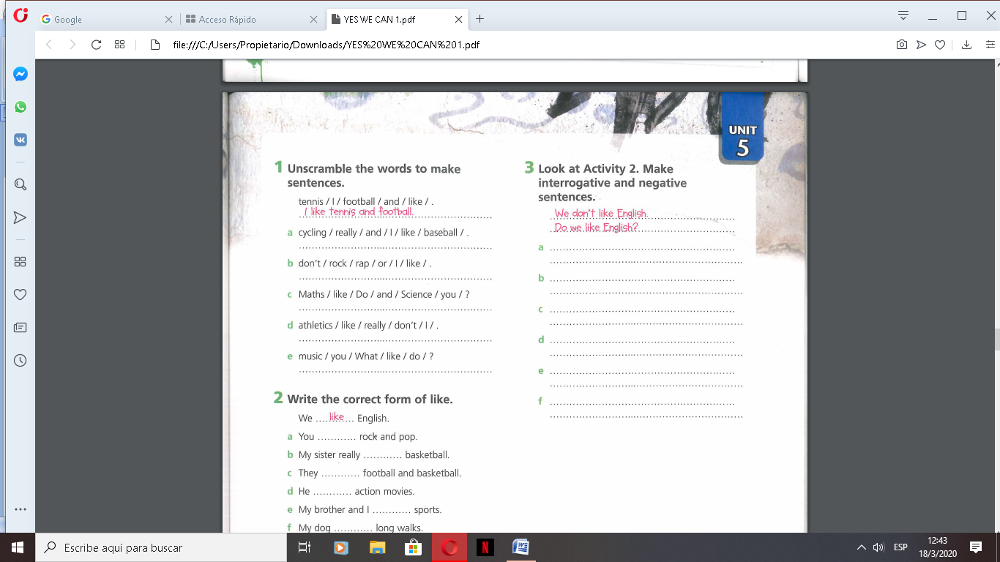 Google
Acceso Rápido
YES WE CAN 1.pdf
file:///C:/Users/Propietario/Downloads/YES%20WE%20CAN%201.pdf
UNIT
5
1 Unscramble the words to make
sentences.
tennis / I / football / and / like / .
I like tennis and football.
a cycling / really / and / I / like / baseball / .
b don't / rock / rap / or / I / like / .
c Maths / like / Do / and / Science / you / ?
d athletics / like / really / don't / I / .
e music / you / What / like / do / ?
2 Write the correct form of like.
We ....like.... English.
a You ............ rock and pop.
b My sister really ............ basketball.
c They ............ football and basketball.
d He ............ action movies.
e My brother and I ............ sports.
f My dog ............ long walks.
3 Look at Activity 2. Make
interrogative and negative
sentences.
We don't like English.
Do we like English?
a
b
c
d
e
f
Escribe aquí para buscar
ESP
12:43
18/3/2020